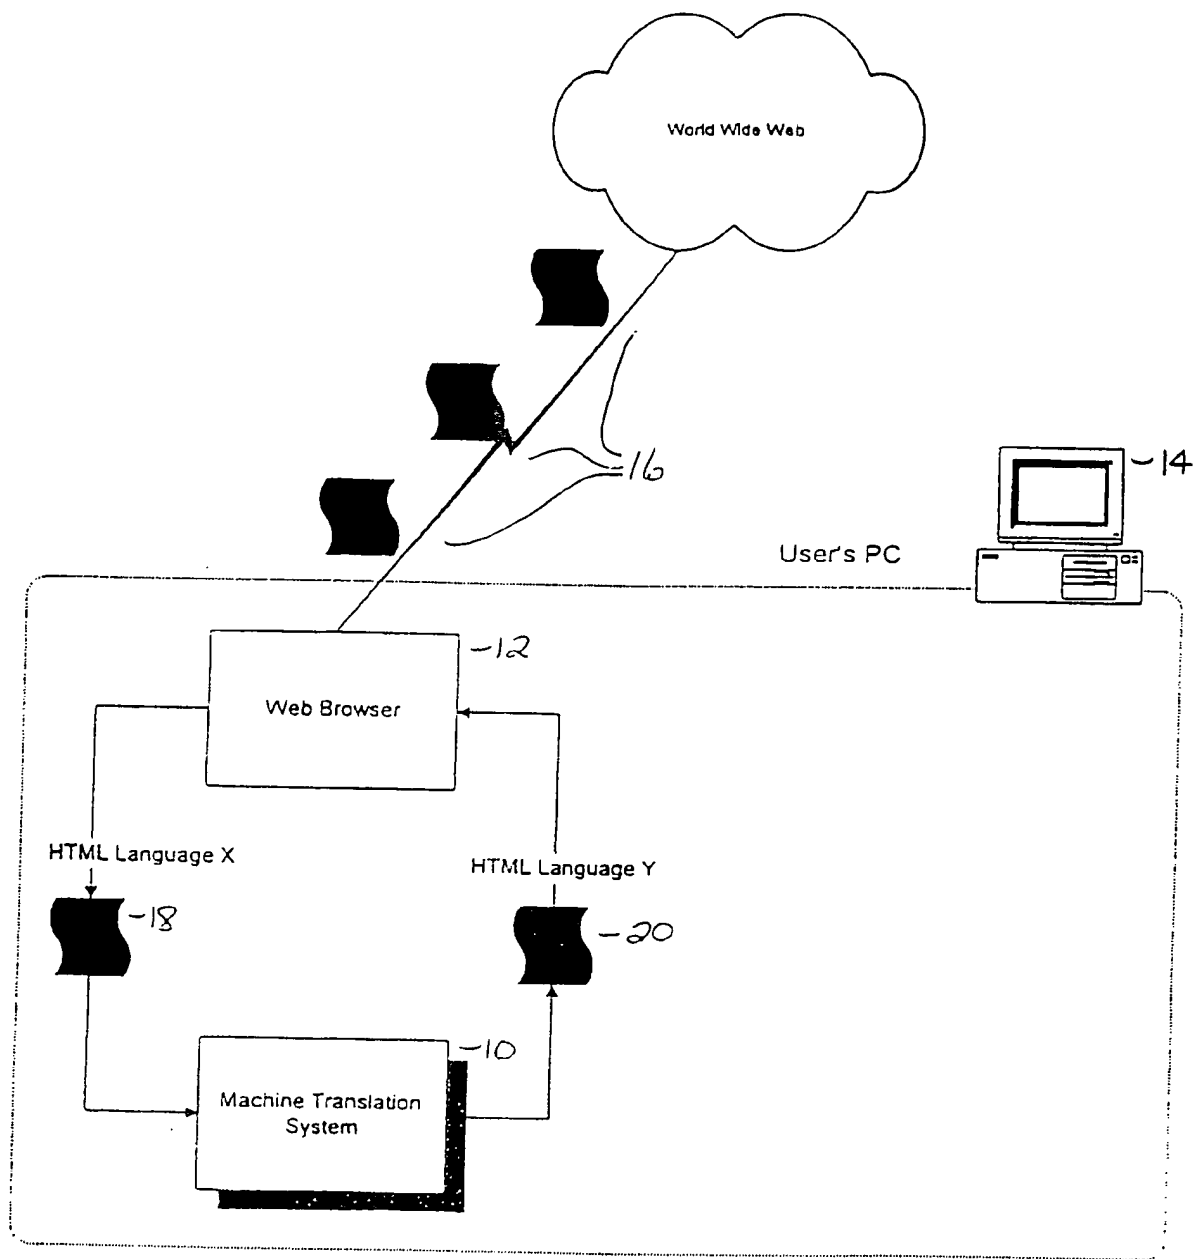 World Wide Web
16
14
User's PC
12
Web Browser
HTML Language X
HTML Language Y
18
20
10
Machine Translation
System